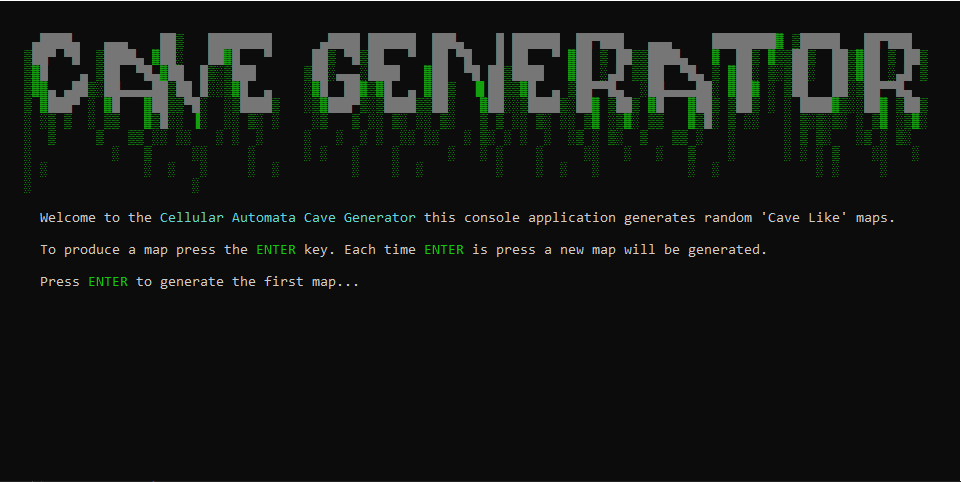 CAVE GENERATOR
Welcome to the Cellular Automata Cave Generator this console application generates random 'Cave Like' maps.
To produce a map press the ENTER key. Each time ENTER is press a new map will be generated.
Press ENTER to generate the first map...